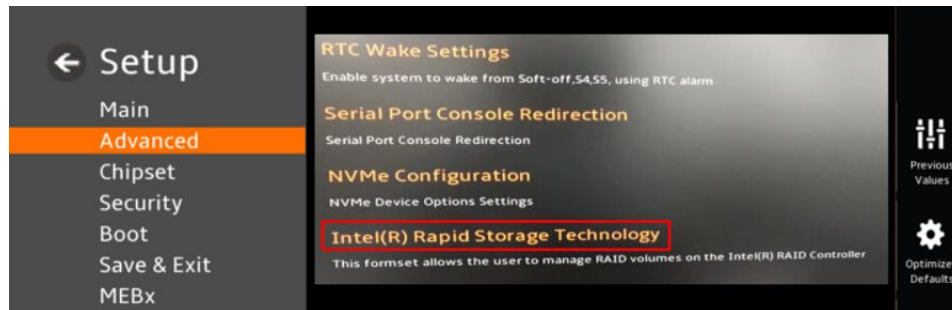 Setup
Main
Advanced
Chipset
Security
Boot
Save & Exit
MEBx
RTC Wake Settings
Enable system to wake from Soft-off,S4,S5, using RTC alarm
Serial Port Console Redirection
Serial Port Console Redirection
NVMe Configuration
NVMe Device Options Settings
Intel(R) Rapid Storage Technology
This formset allows the user to manage RAID volumes on the Intel(R) RAID Controller
Previous
Values
Optimize
Defaults